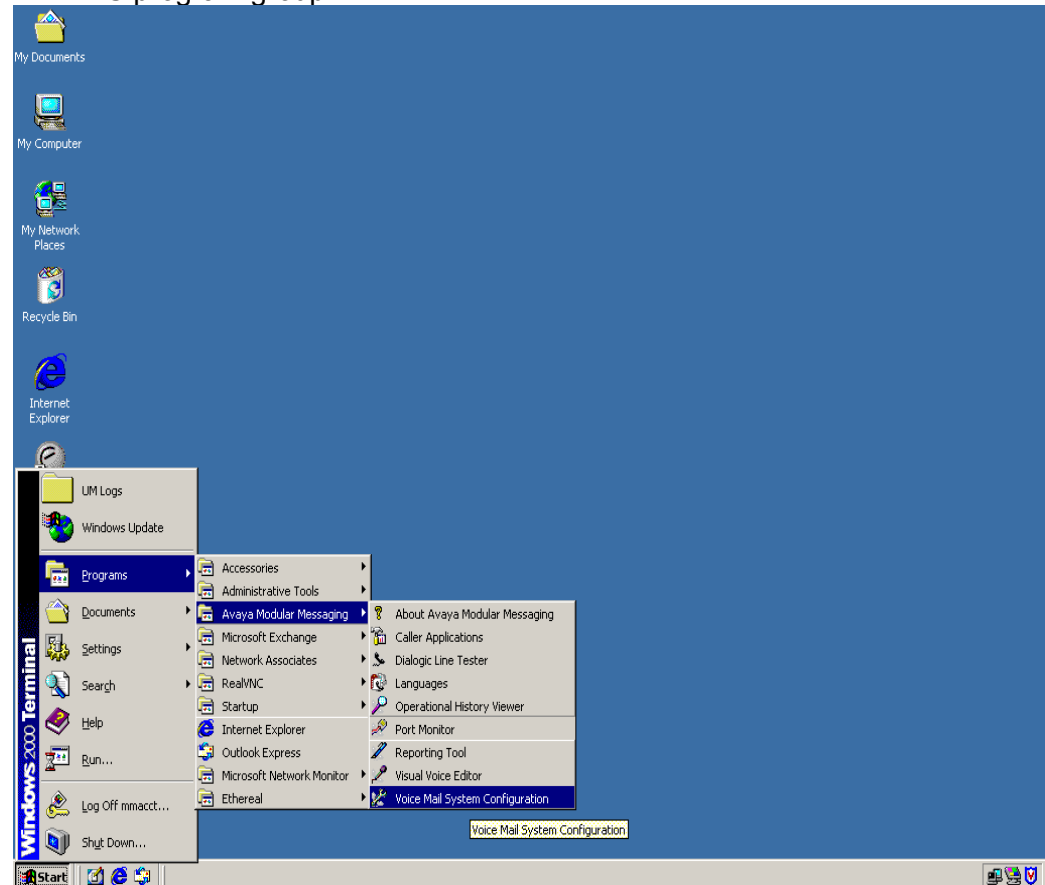 My Documents
My Computer
My Network
Places
Recycle Bin
Internet
Explorer
UM Logs
Windows Update
Programs
Documents
Settings
Search
Help
Run...
Log Off mmacct...
Shut Down...
Windows 2000 Terminal
Accessories
Administrative Tools
Avaya Modular Messaging
Microsoft Exchange
Network Associates
RealVNC
Startup
Internet Explorer
Outlook Express
Microsoft Network Monitor
Ethereal
About Avaya Modular Messaging
Caller Applications
Dialogic Line Tester
Languages
Operational History Viewer
Port Monitor
Reporting Tool
Visual Voice Editor
Voice Mail System Configuration
Voice Mail System Configuration
Start